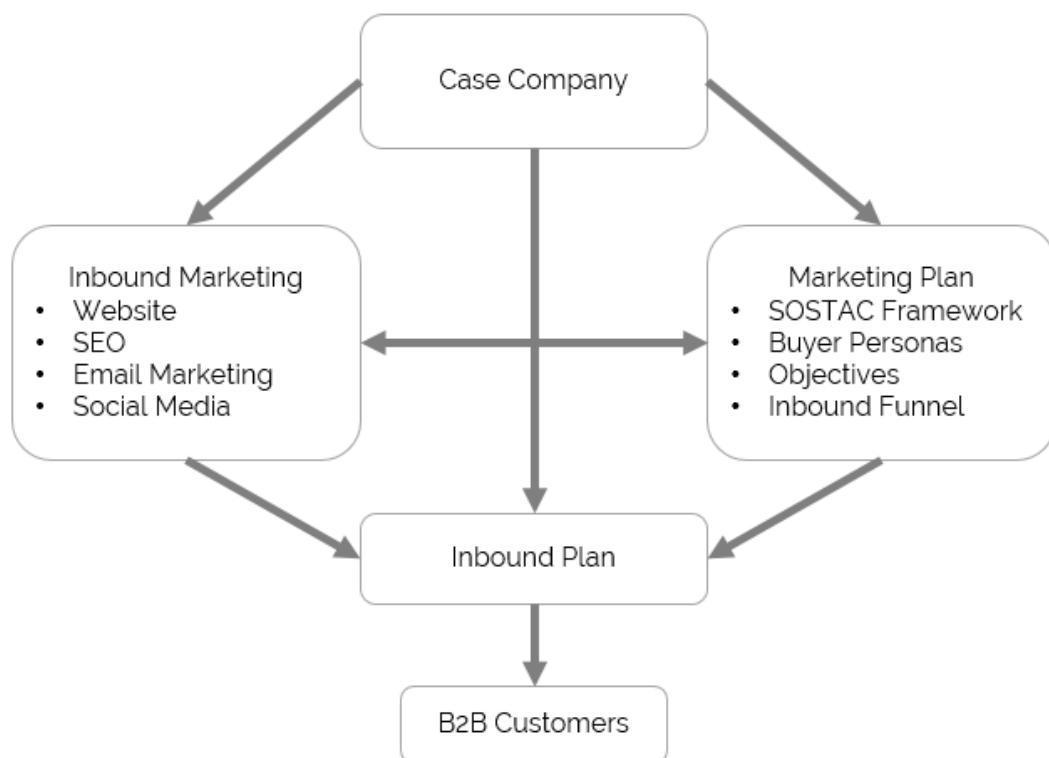 Case Company
Inbound Marketing
• Website
• SEO
• Email Marketing
• Social Media
Marketing Plan
• SOSTAC Framework
• Buyer Personas
• Objectives
• Inbound Funnel
Inbound Plan
B2B Customers